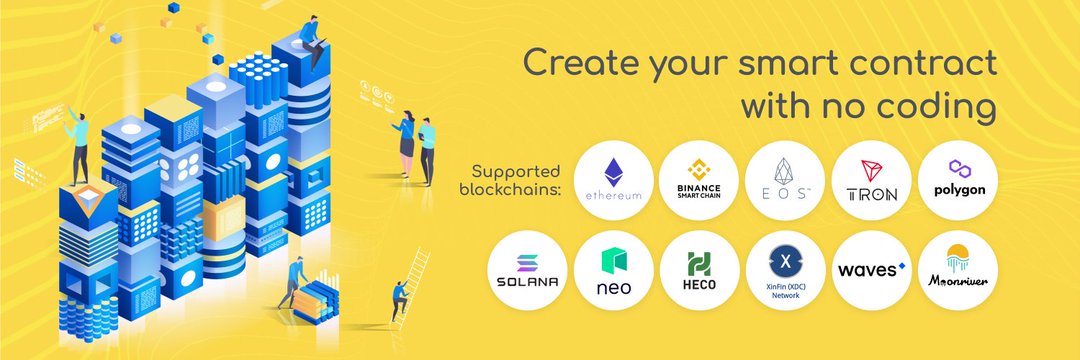 Create your smart contract
with no coding
Supported
blockchains:
ethereum
BINANCE
SMART CHAIN
EOS
TRON
polygon
SOLANA
neo
HECO
X
XinFin (XDC)
Network
waves
Moonriver